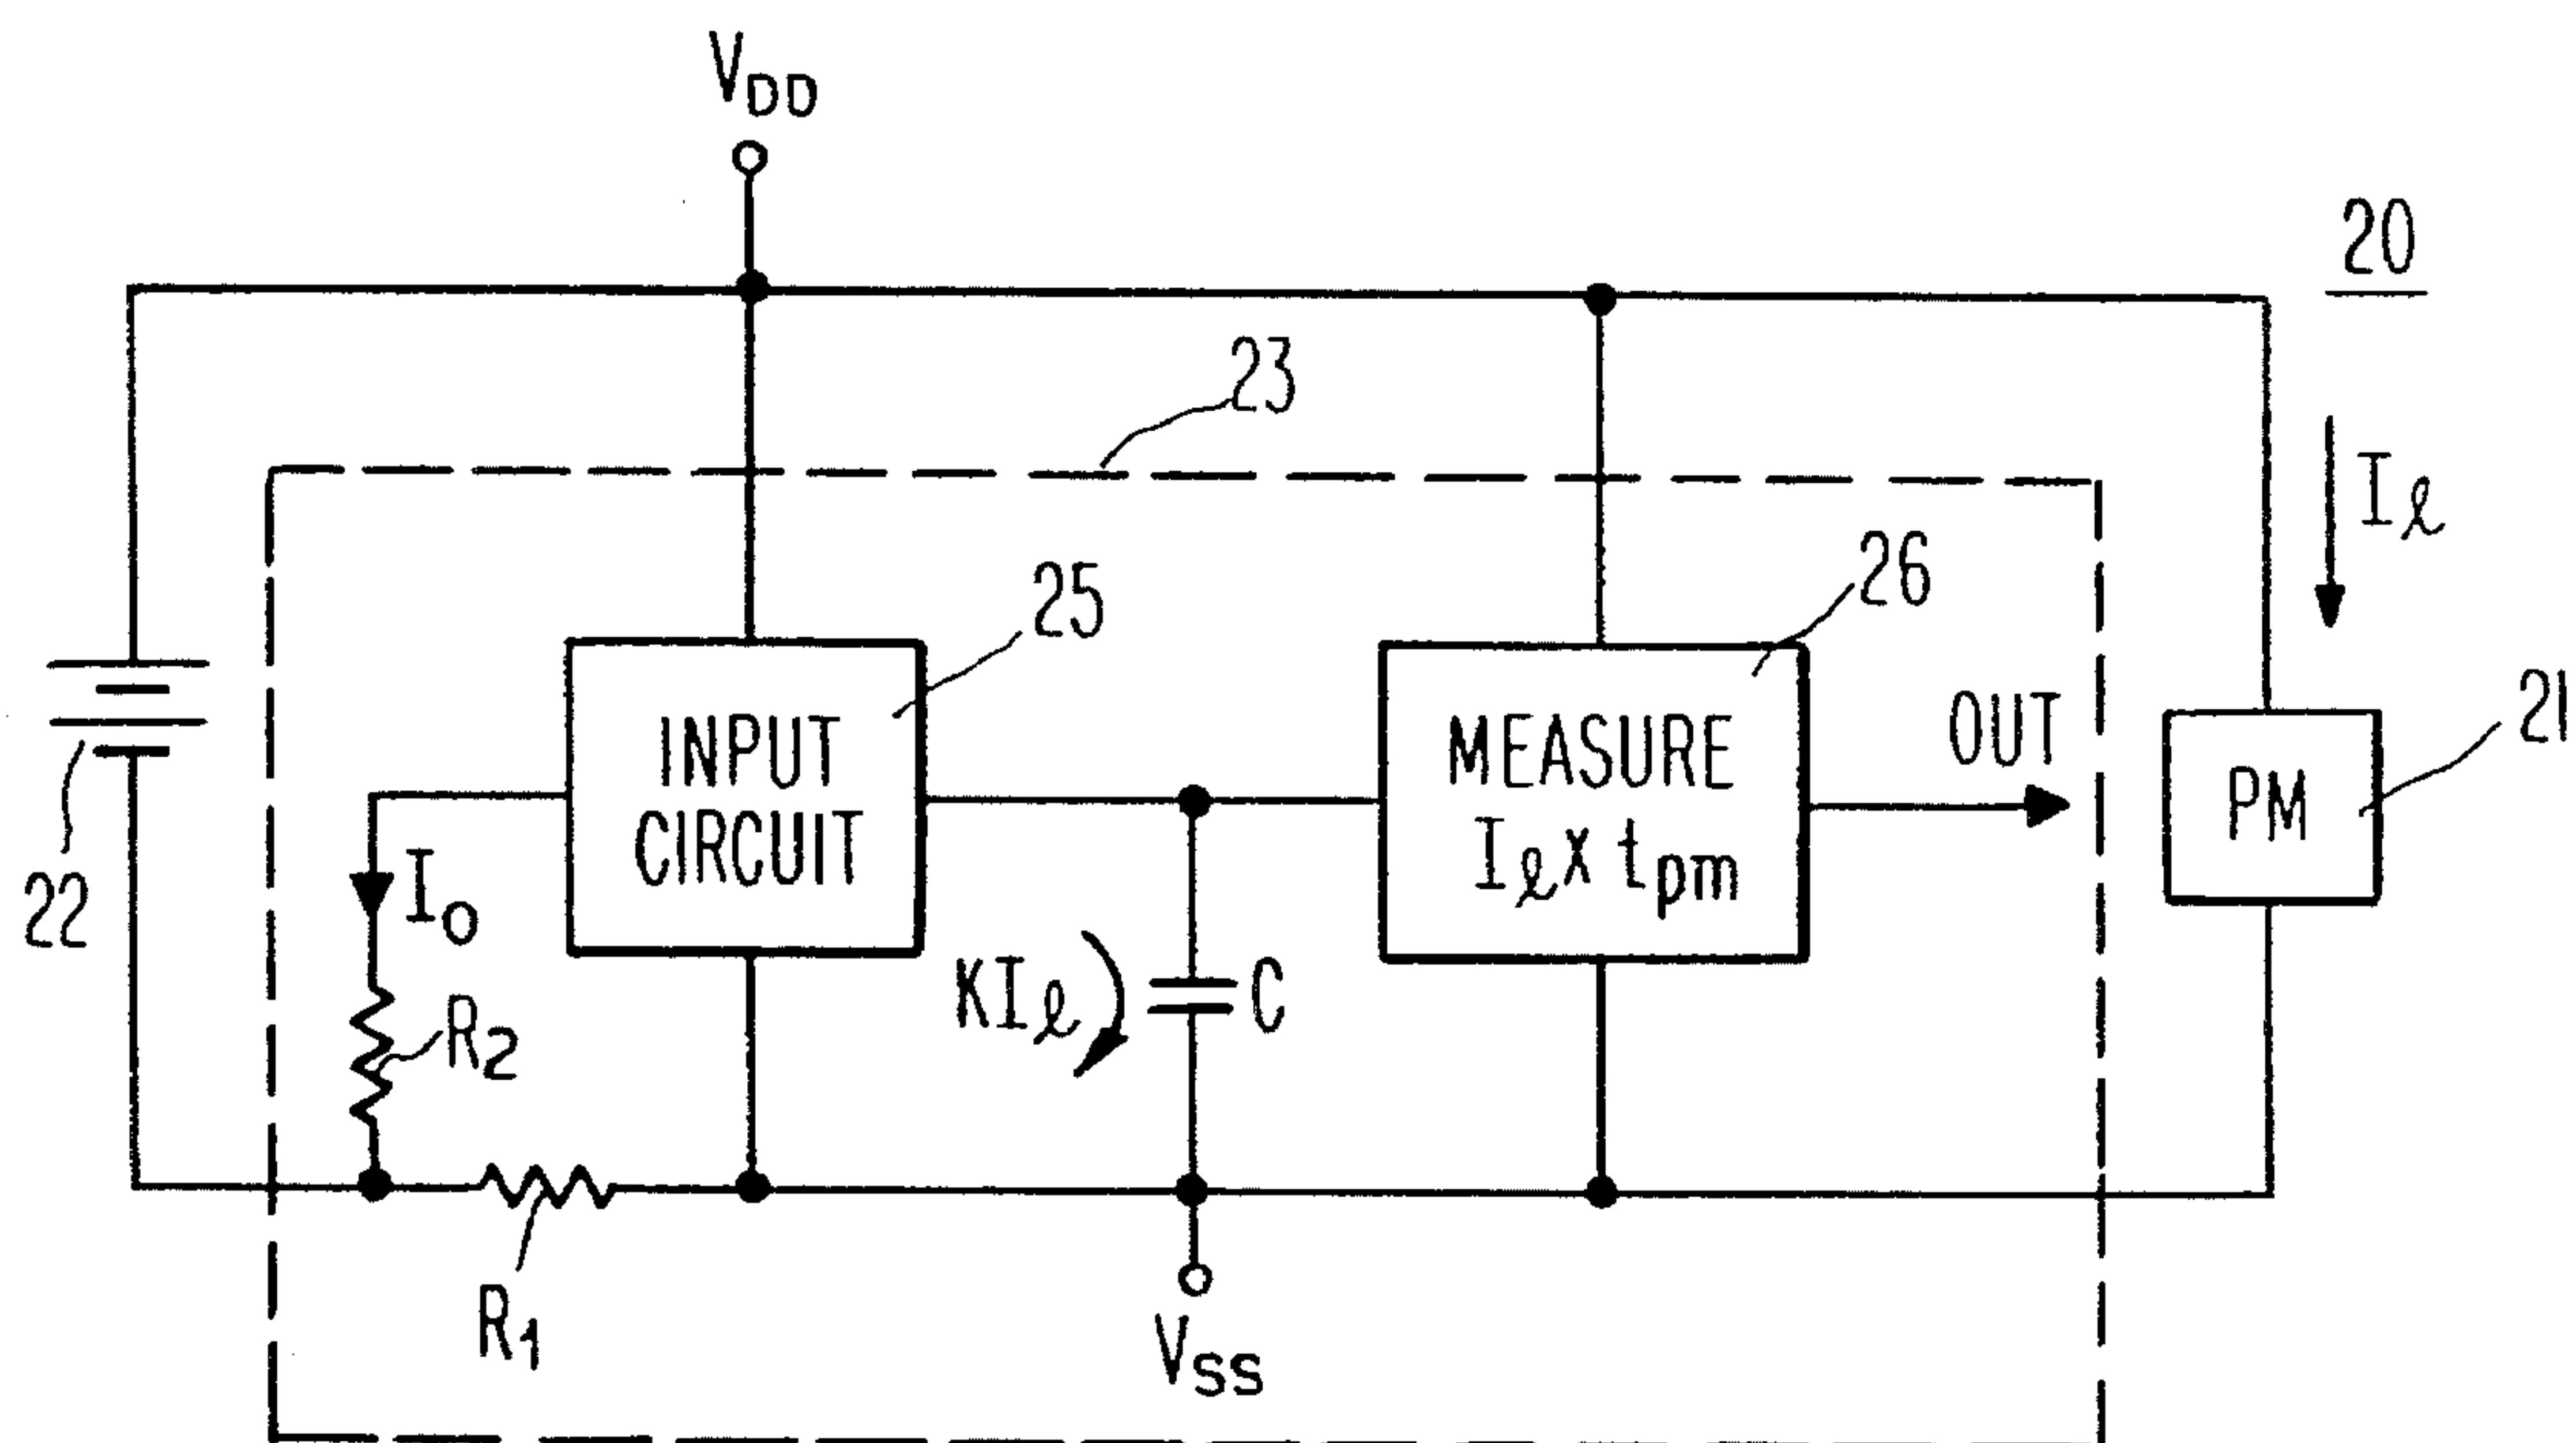 VDD
20
23
Iℓ
25
26
21
INPUT
CIRCUIT
MEASURE
Iℓ x tpm
OUT
PM
22
IO
KIℓ
C
R2
R1
VSS